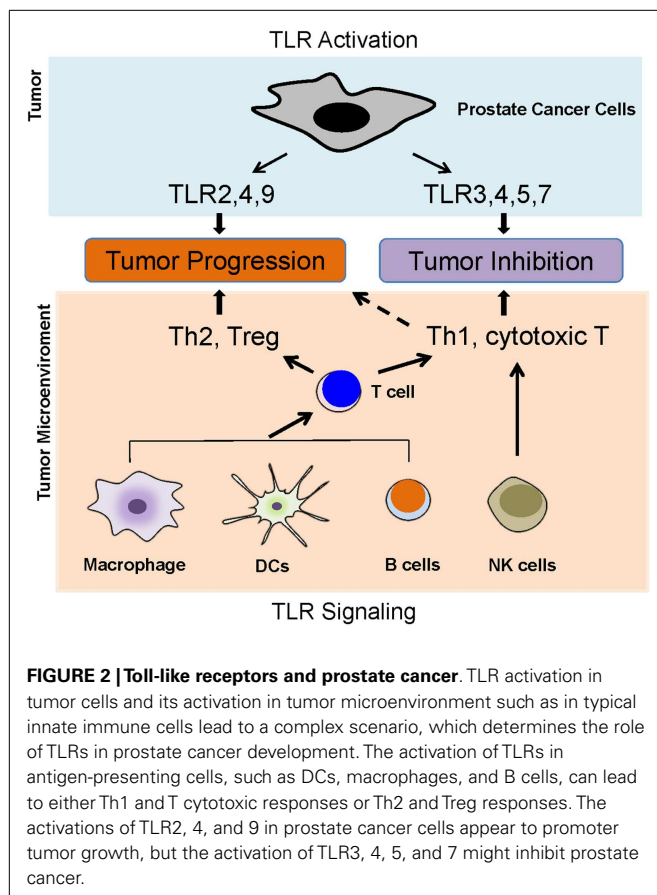 TLR Activation
Tumor
Prostate Cancer Cells
TLR2,4,9
TLR3,4,5,7
Tumor Progression
Tumor Inhibition
Tumor Microenviroment
Th2, Treg
Th1, cytotoxic T
T cell
Macrophage
DCs
B cells
NK cells
TLR Signaling
FIGURE 2 | Toll-like receptors and prostate cancer. TLR activation in
tumor cells and its activation in tumor microenvironment such as in typical
innate immune cells lead to a complex scenario, which determines the role
of TLRs in prostate cancer development. The activation of TLRs in
antigen-presenting cells, such as DCs, macrophages, and B cells, can lead
to either Th1 and T cytotoxic responses or Th2 and Treg responses. The
activations of TLR2, 4, and 9 in prostate cancer cells appear to promoter
tumor growth, but the activation of TLR3, 4, 5, and 7 might inhibit prostate
cancer.